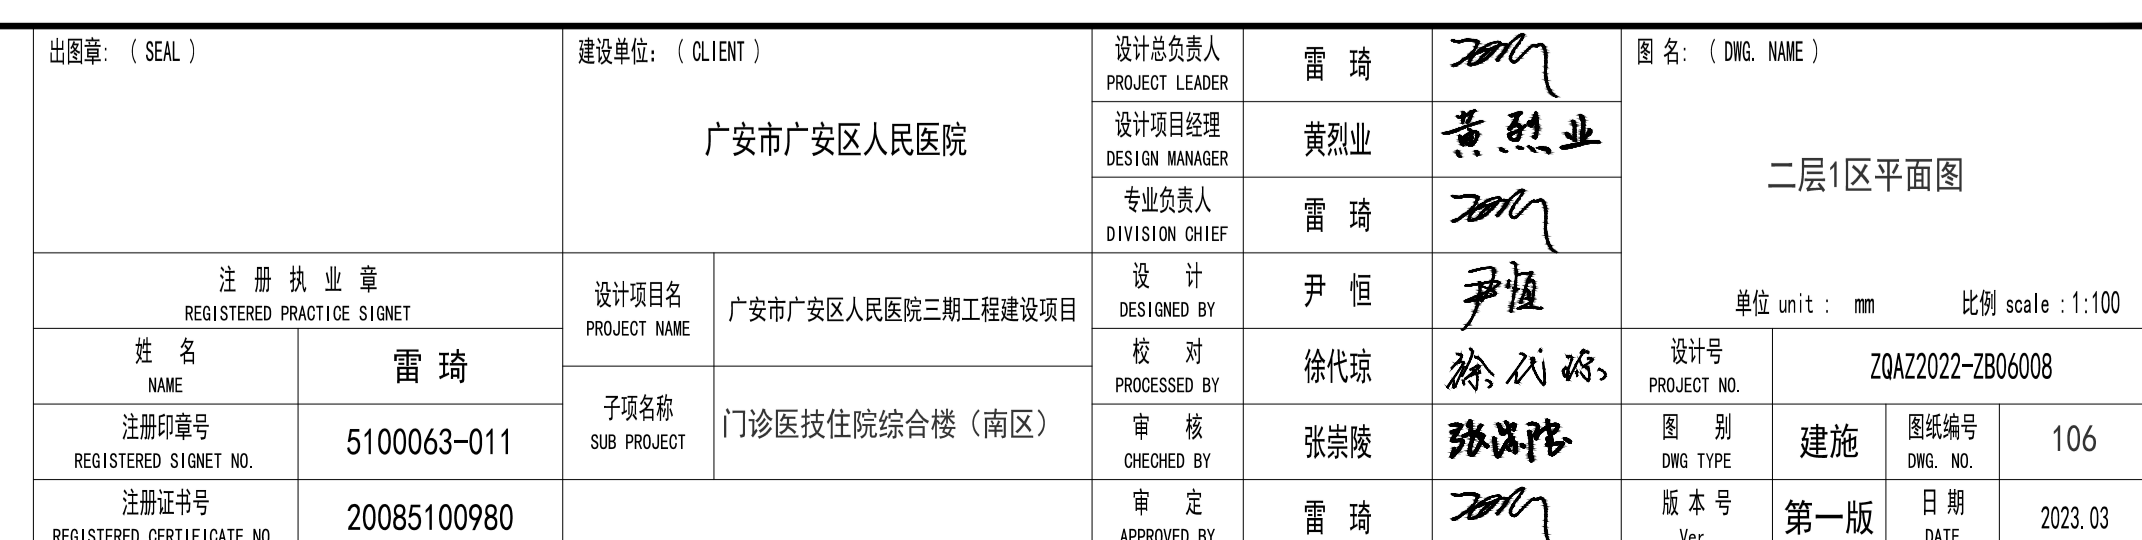 出图章: ( SEAL )
建设单位: ( CLIENT )
广安市广安区人民医院
设计总负责人
PROJECT LEADER
雷 琦
设计项目经理
DESIGN MANAGER
黄烈业
黄烈业
专业负责人
DIVISION CHIEF
雷 琦
图 名: ( DWG. NAME )
二层1区平面图
单位 unit : mm
比例 scale : 1:100
注 册 执 业 章
REGISTERED PRACTICE SIGNET
设计项目名
PROJECT NAME
广安市广安区人民医院三期工程建设项目
设 计
DESIGNED BY
尹 恒
尹恒
姓 名
NAME
雷 琦
校 对
PROCESSED BY
徐代琼
徐代琼
设计号
PROJECT NO.
ZQAZ2022-ZB06008
子项名称
SUB PROJECT
门诊医技住院综合楼（南区）
注册印章号
REGISTERED SIGNET NO.
5100063-011
审 核
CHECHED BY
张崇陵
张崇陵
图 别
DWG TYPE
建施
图纸编号
DWG. NO.
106
注册证书号
REGISTERED CERTIFICATE NO
20085100980
审 定
APPROVED BY
雷 琦
版 本 号
Ver
第一版
日 期
DATE
2023.03